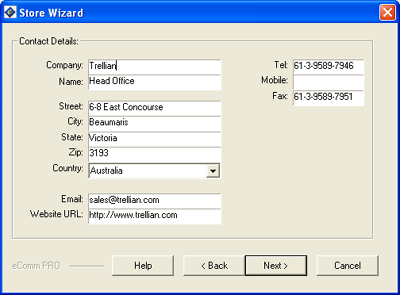 Store Wizard
Contact Details:
Company: Trellian
Name: Head Office
Street: 6-8 East Concourse
City: Beaumaris
State: Victoria
Zip: 3193
Country: Australia
Email: sales@trellian.com
Website URL: http://www.trellian.com
Tel: 61-3-9589-7946
Mobile:
Fax: 61-3-9589-7951
eComm PRO
Help
< Back
Next >
Cancel